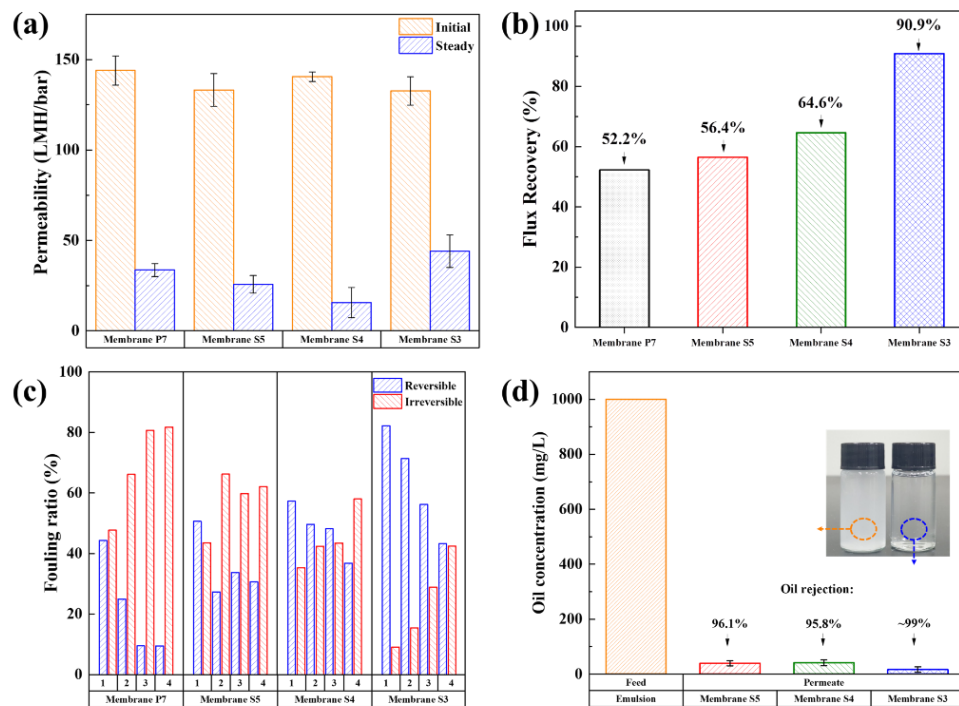 (a)
Initial
Steady
Permeability (LMH/bar)
150
100
50
0
Membrane P7 Membrane S5 Membrane S4 Membrane S3
(b)
Flux Recovery (%)
100
80
60
40
20
0
52.2%
56.4%
64.6%
90.9%
Membrane P7 Membrane S5 Membrane S4 Membrane S3
(c)
Reversible
Irreversible
Fouling ratio (%)
100
80
60
40
20
0
1 2 3 4 1 2 3 4 1 2 3 4 1 2 3 4
Membrane P7 Membrane S5 Membrane S4 Membrane S3
(d)
Oil concentration (mg/L)
1000
800
600
400
200
0
Oil rejection:
96.1% 95.8% ~99%
Feed Permeate
Emulsion Membrane S5 Membrane S4 Membrane S3